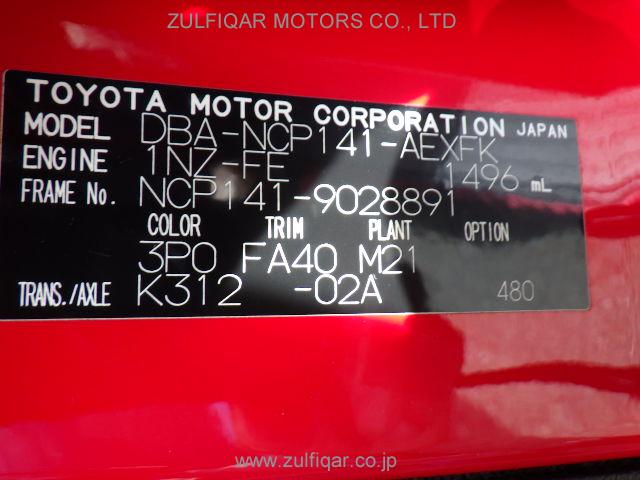 ZULFIQAR MOTORS CO., LTD
TOYOTA MOTOR CORPORATION JAPAN
MODEL DBA-NCP141-AEXFK
ENGINE 1NZ-FE 1496 mL
FRAME No. NCP141-9028891
COLOR TRIM PLANT OPTION
3P0 FA40 M21
TRANS./AXLE K312 -02A 480
www.zulfiqar.co.jp